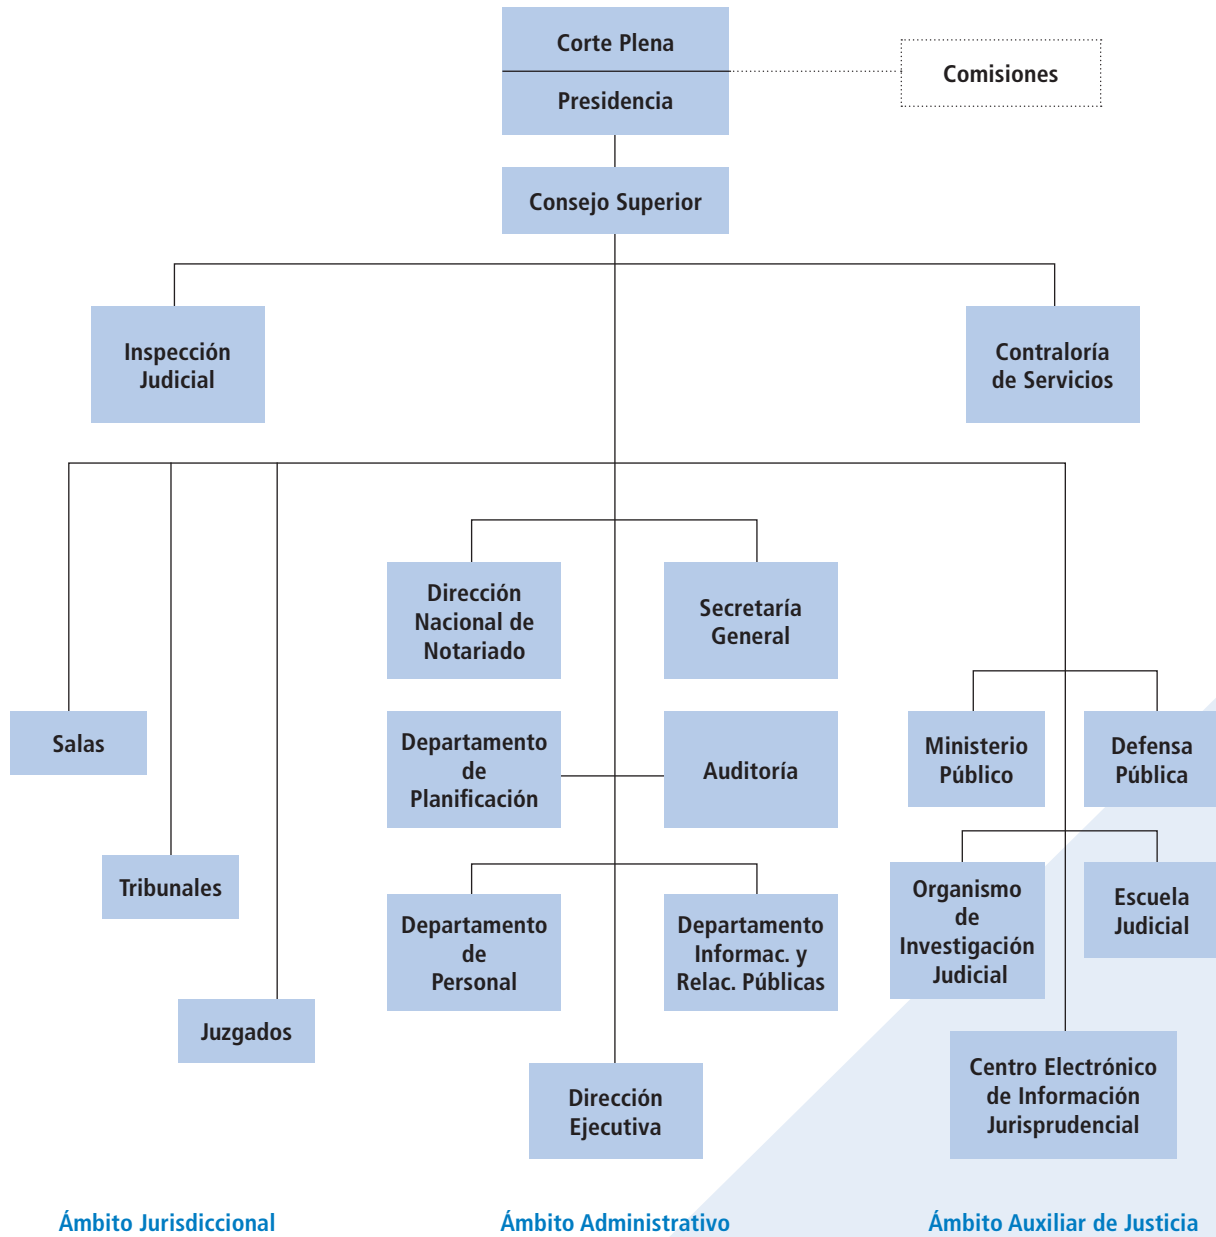 Corte Plena
Comisiones
Presidencia
Consejo Superior
Inspección
Judicial
Contraloría
de Servicios
Dirección
Nacional de
Notariado
Secretaría
General
Salas
Departamento
de
Planificación
Auditoría
Ministerio
Público
Defensa
Pública
Tribunales
Departamento
de
Personal
Departamento
Informac. y
Relac. Públicas
Organismo
de
Investigación
Judicial
Escuela
Judicial
Juzgados
Dirección
Ejecutiva
Centro Electrónico
de Información
Jurisprudencial
Ámbito Jurisdiccional
Ámbito Administrativo
Ámbito Auxiliar de Justicia